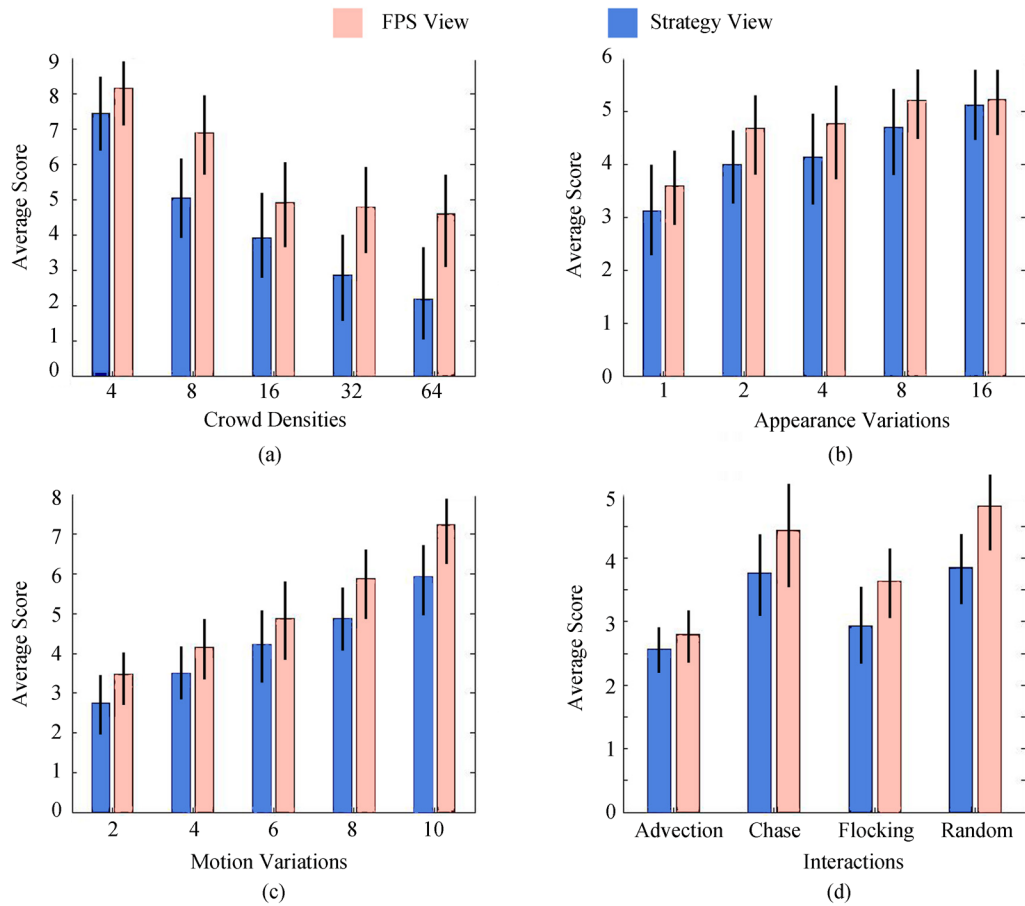 FPS View
Strategy View
9
8
7
6
5
4
3
2
1
0
Average Score
4 8 16 32 64
Crowd Densities
(a)
6
5
4
3
2
1
0
Average Score
1 2 4 8 16
Appearance Variations
(b)
8
7
6
5
4
3
2
1
0
Average Score
2 4 6 8 10
Motion Variations
(c)
5
4
3
2
1
0
Average Score
Advection Chase Flocking Random
Interactions
(d)